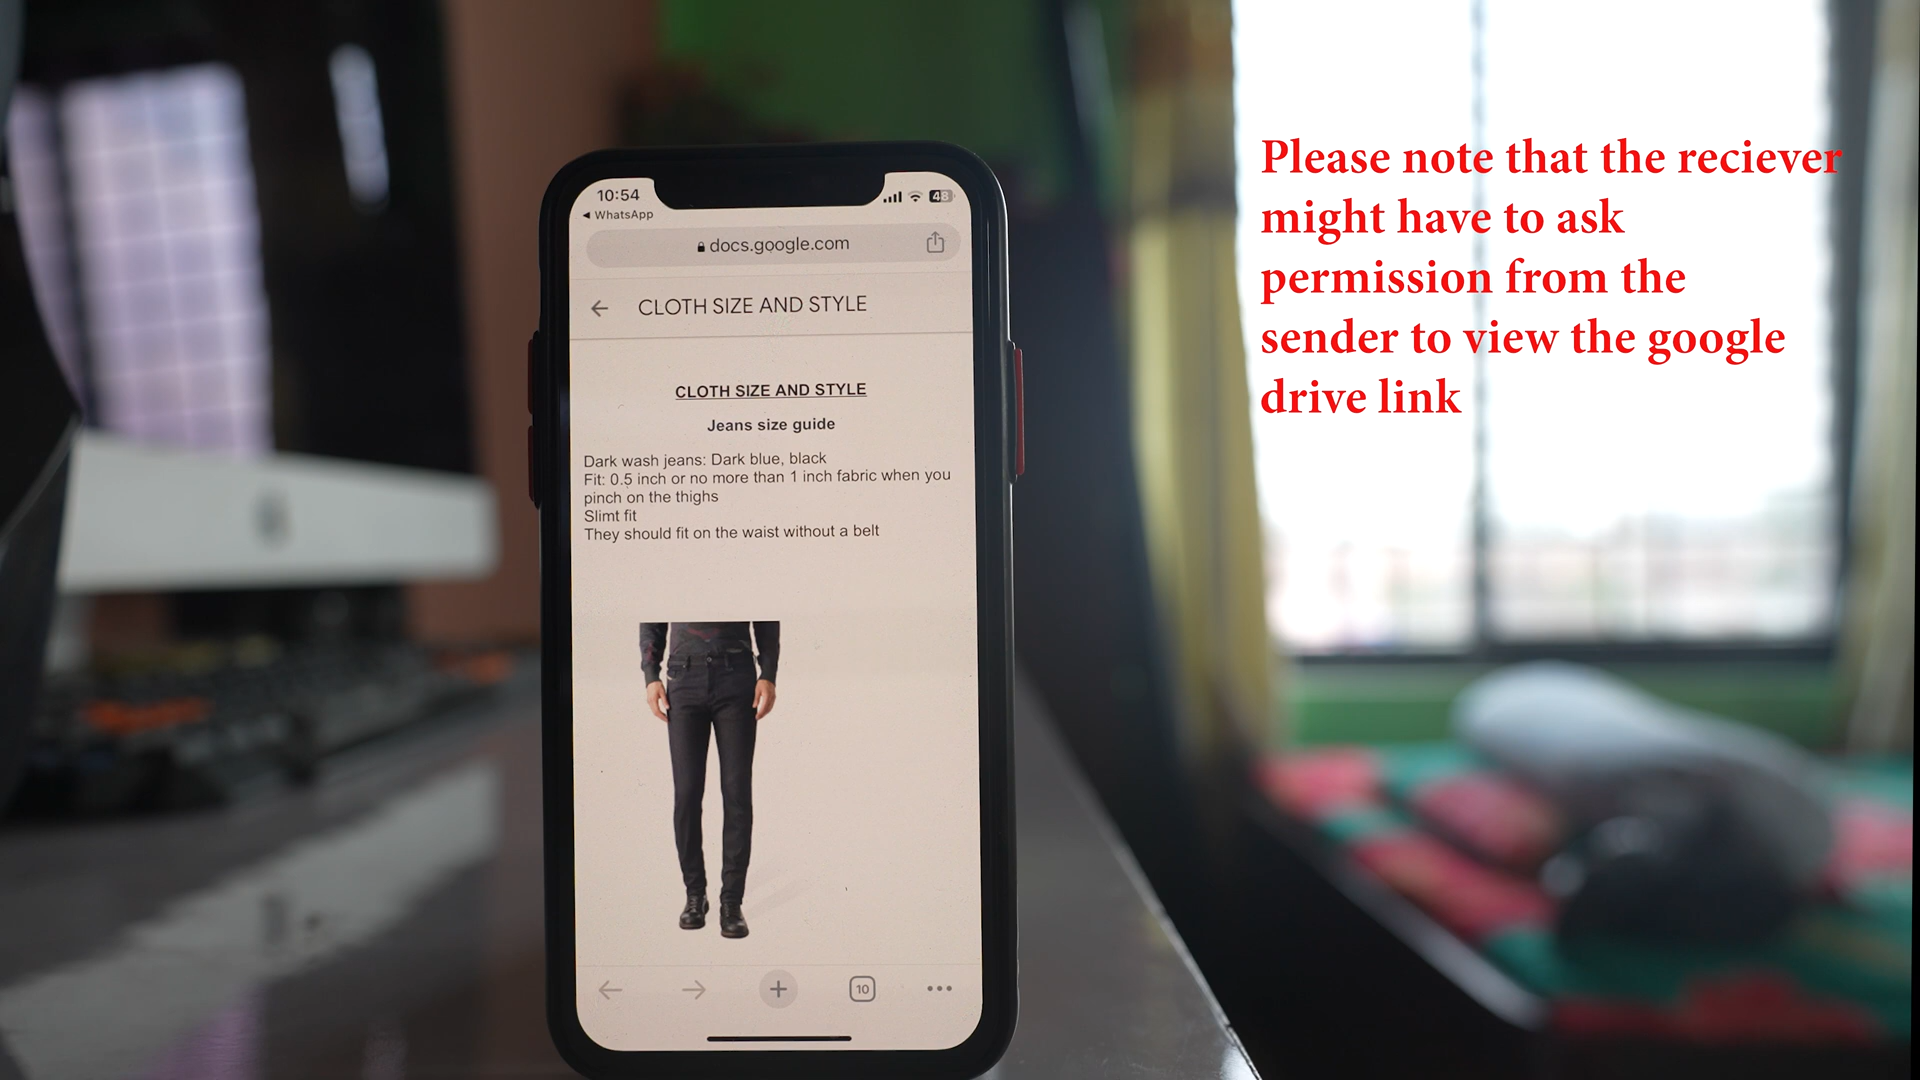 10:54
48
◀ WhatsApp
docs.google.com
CLOTH SIZE AND STYLE
CLOTH SIZE AND STYLE
Jeans size guide
Dark wash jeans: Dark blue, black
Fit: 0.5 inch or no more than 1 inch fabric when you
pinch on the thighs
Slimt fit
They should fit on the waist without a belt
10
Please note that the reciever
might have to ask
permission from the
sender to view the google
drive link